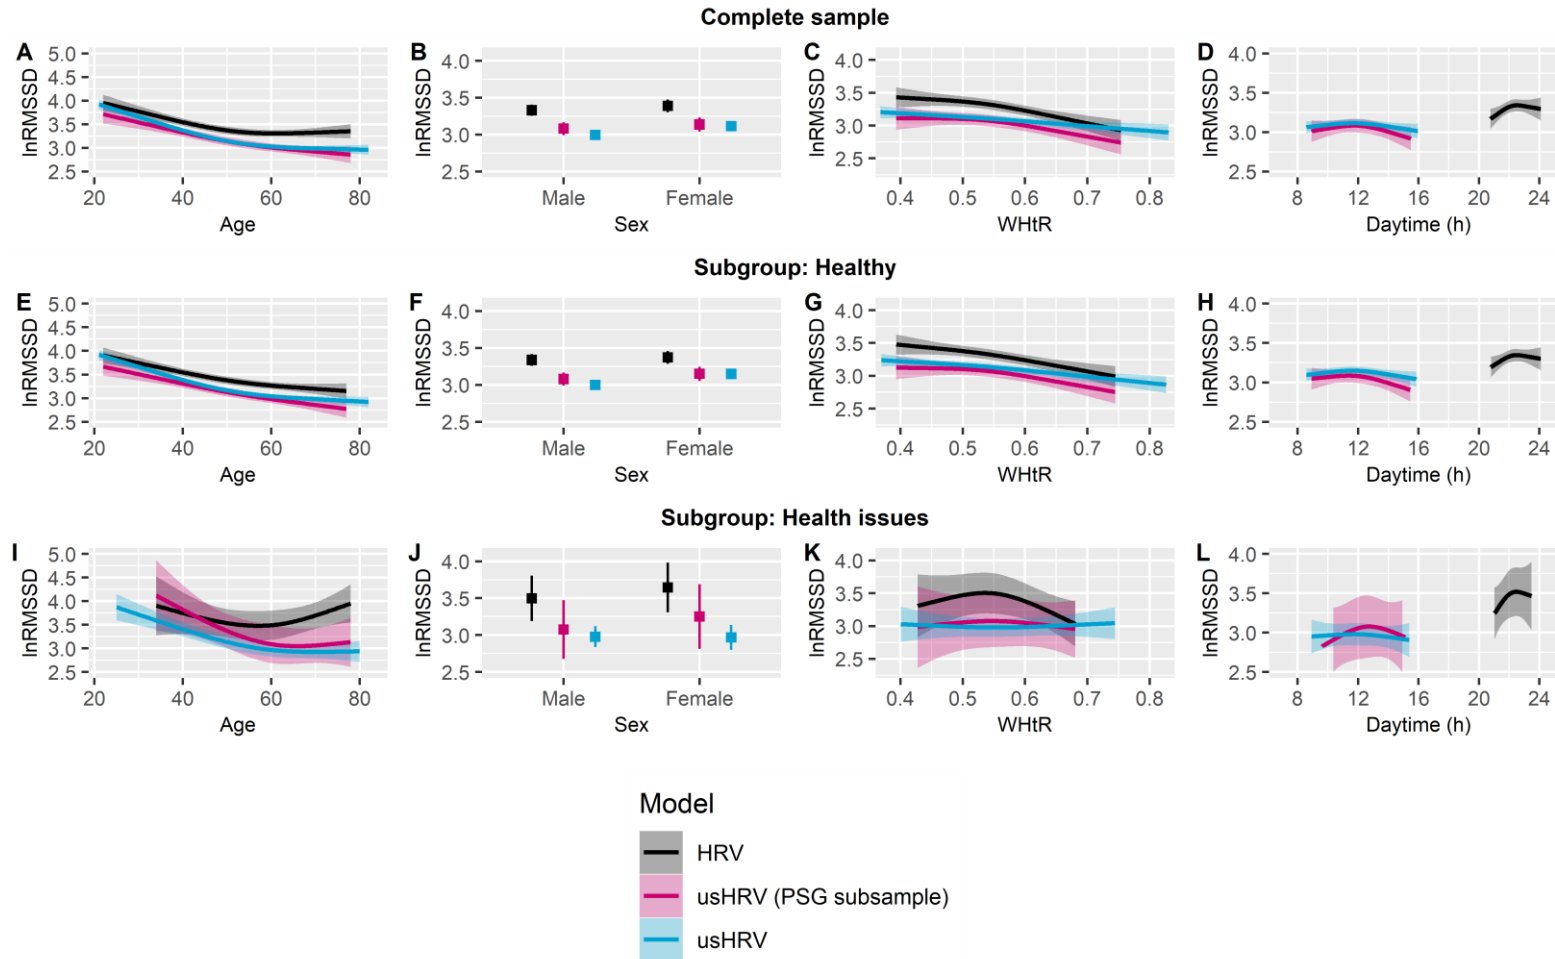 Complete sample
A
lnRMSSD
5.0
4.5
4.0
3.5
3.0
2.5
20
40
60
80
Age
B
lnRMSSD
4.0
3.5
3.0
2.5
Male
Female
Sex
C
lnRMSSD
4.0
3.5
3.0
2.5
0.4
0.5
0.6
0.7
0.8
WHtR
D
lnRMSSD
4.0
3.5
3.0
2.5
8
12
16
20
24
Daytime (h)
Subgroup: Healthy
E
lnRMSSD
5.0
4.5
4.0
3.5
3.0
2.5
20
40
60
80
Age
F
lnRMSSD
4.0
3.5
3.0
2.5
Male
Female
Sex
G
lnRMSSD
4.0
3.5
3.0
2.5
0.4
0.5
0.6
0.7
0.8
WHtR
H
lnRMSSD
4.0
3.5
3.0
2.5
8
12
16
20
24
Daytime (h)
Subgroup: Health issues
I
lnRMSSD
5.0
4.5
4.0
3.5
3.0
2.5
20
40
60
80
Age
J
lnRMSSD
4.0
3.5
3.0
2.5
Male
Female
Sex
K
lnRMSSD
4.0
3.5
3.0
2.5
0.4
0.5
0.6
0.7
0.8
WHtR
L
lnRMSSD
4.0
3.5
3.0
2.5
8
12
16
20
24
Daytime (h)
Model
HRV
usHRV (PSG subsample)
usHRV